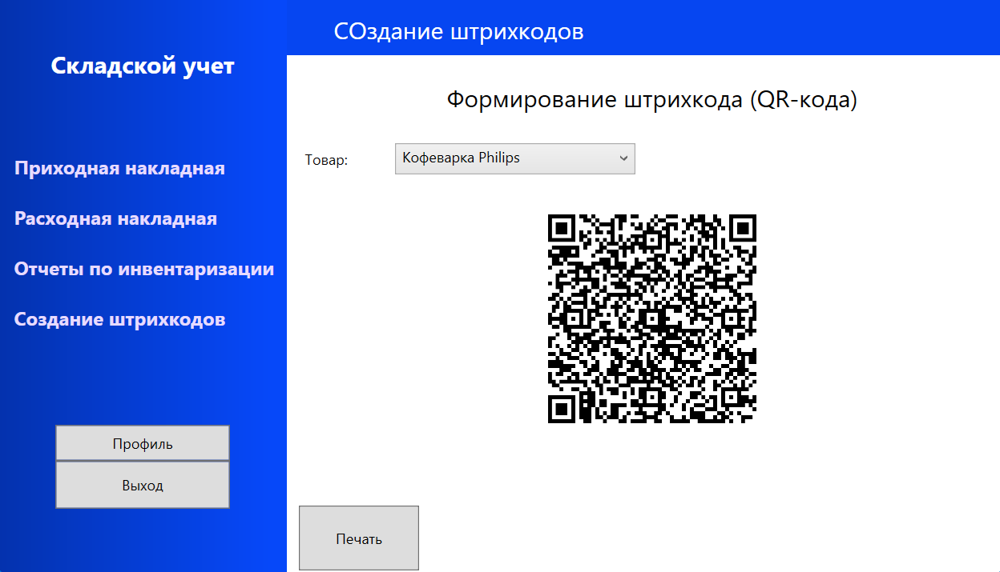 Складской учет
Приходная накладная
Расходная накладная
Отчеты по инвентаризации
Создание штрихкодов
Профиль
Выход
СОздание штрихкодов
Формирование штрихкода (QR-кода)
Товар:
Кофеварка Philips
Печать